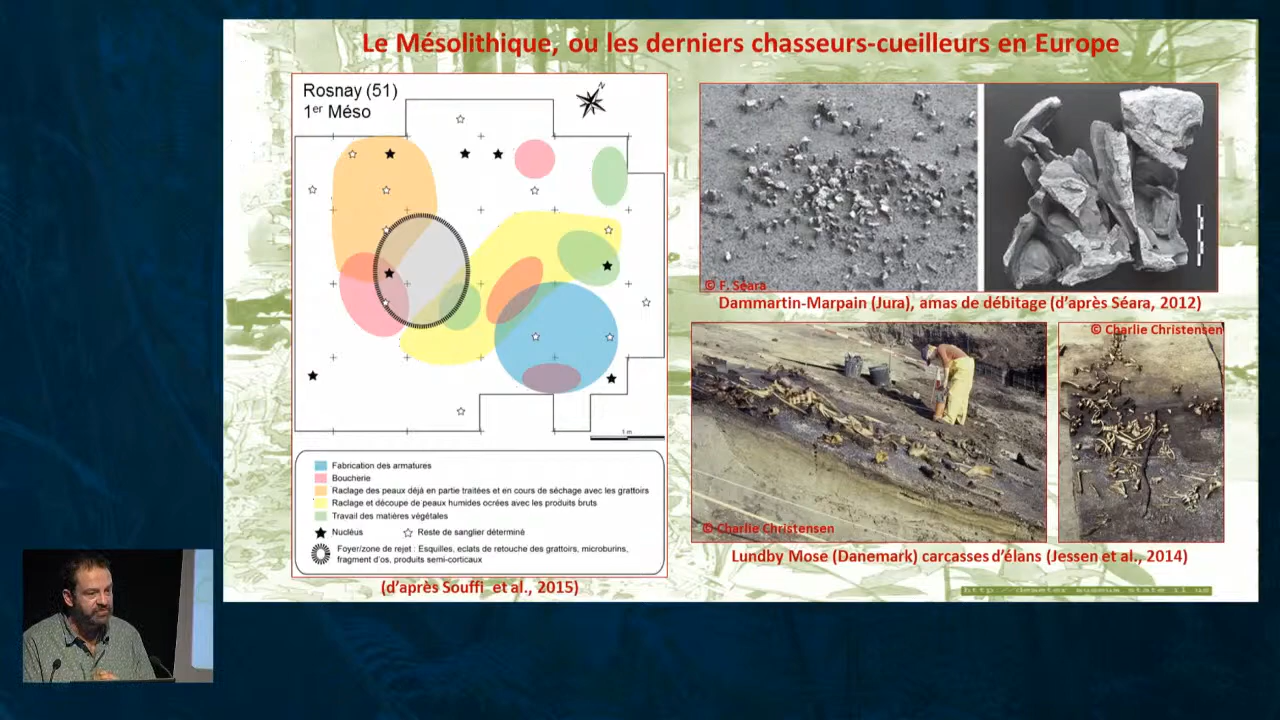 Le Mésolithique, ou les derniers chasseurs-cueilleurs en Europe
Rosnay (51)
1er Méso
N
1 m
Fabrication des armatures
Boucherie
Raclage des peaux déjà en partie traitées et en cours de séchage avec les grattoirs
Raclage et découpe de peaux humides ocrées avec les produits bruts
Travail des matières végétales
Nucléus
Reste de sanglier déterminé
Foyer/zone de rejet : Esquilles, eclats de retouche des grattoirs, microburins,
fragment d'os, produits semi-corticaux
(d'après Souffi et al., 2015)
© F. Séara
Dammartin-Marpain (Jura), amas de débitage (d'après Séara, 2012)
© Charlie Christensen
© Charlie Christensen
Lundby Mose (Danemark) carcasses d'élans (Jessen et al., 2014)